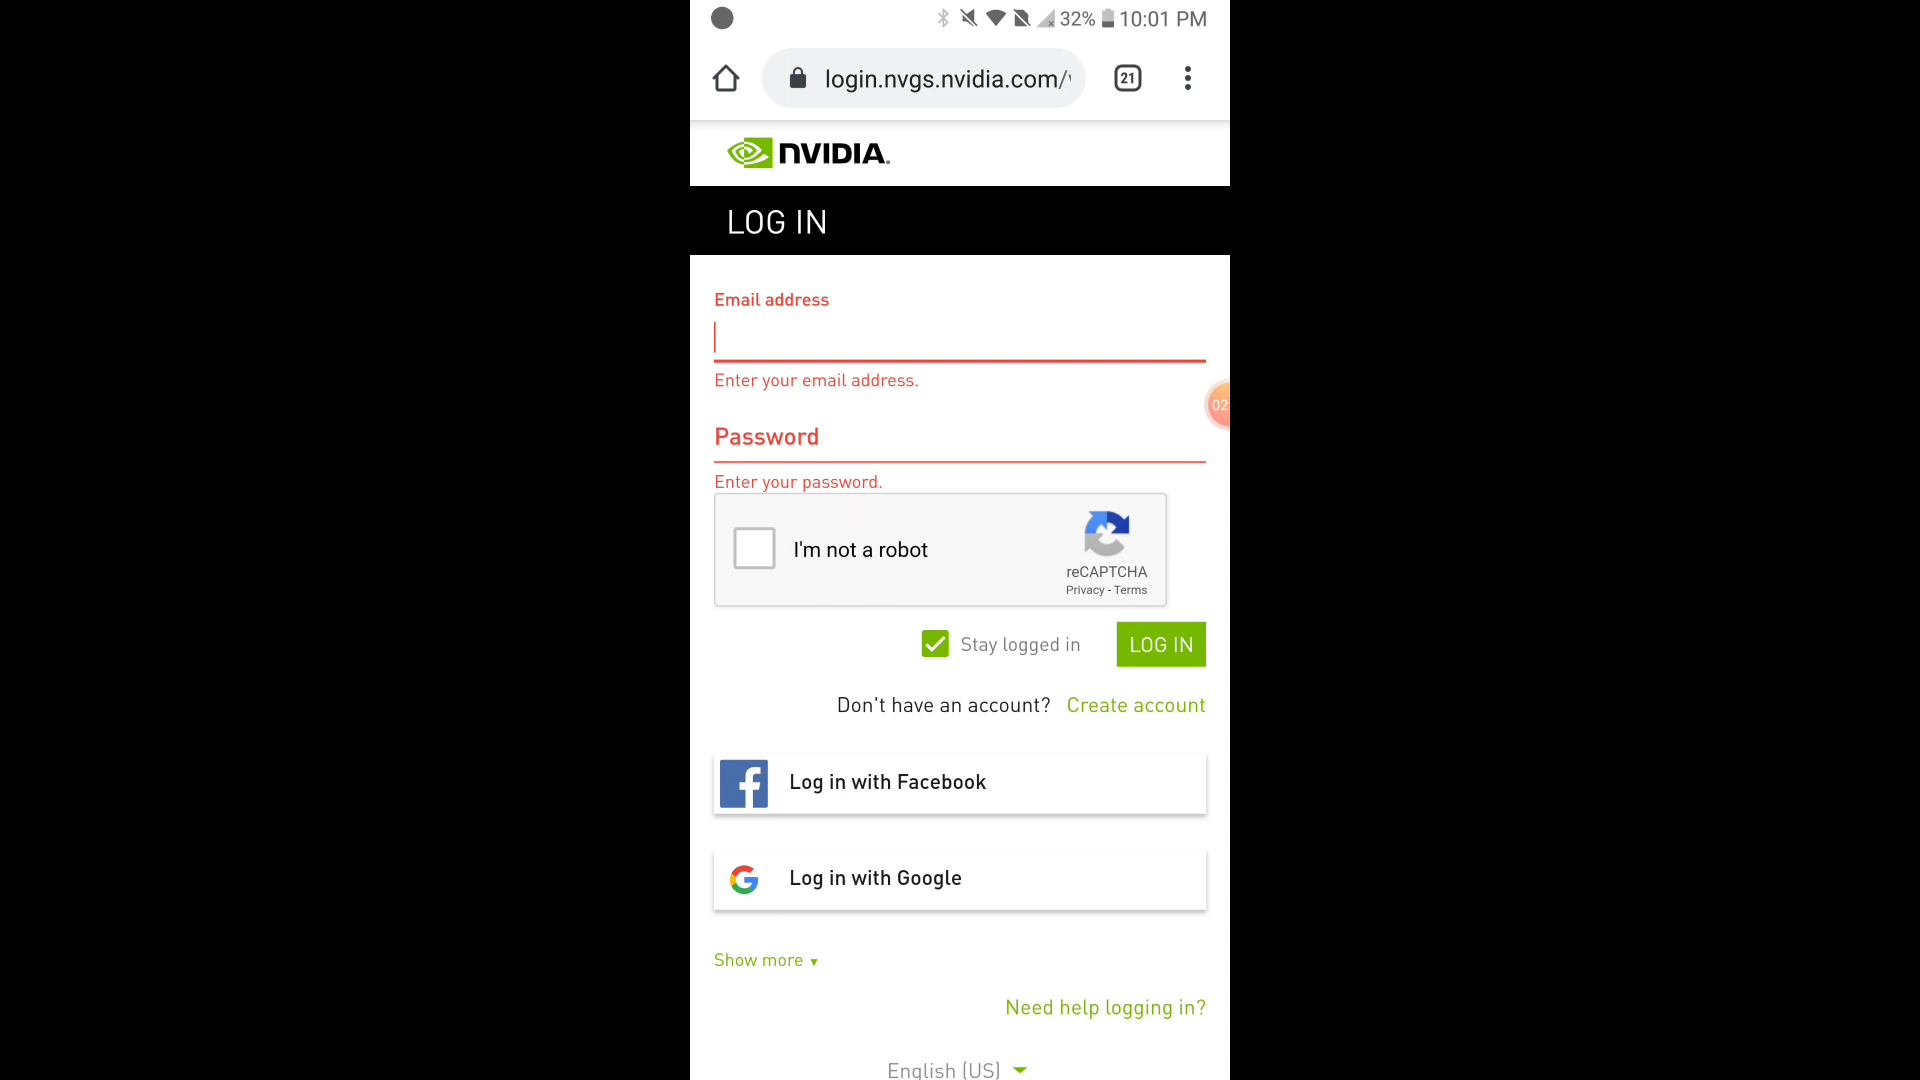 32% 10:01 PM
login.nvgs.nvidia.com/
21
NVIDIA.
LOG IN
Email address
Enter your email address.
02:
Password
Enter your password.
I'm not a robot
reCAPTCHA
Privacy - Terms
Stay logged in
LOG IN
Don't have an account? Create account
Log in with Facebook
Log in with Google
Show more ▾
Need help logging in?
English (US)